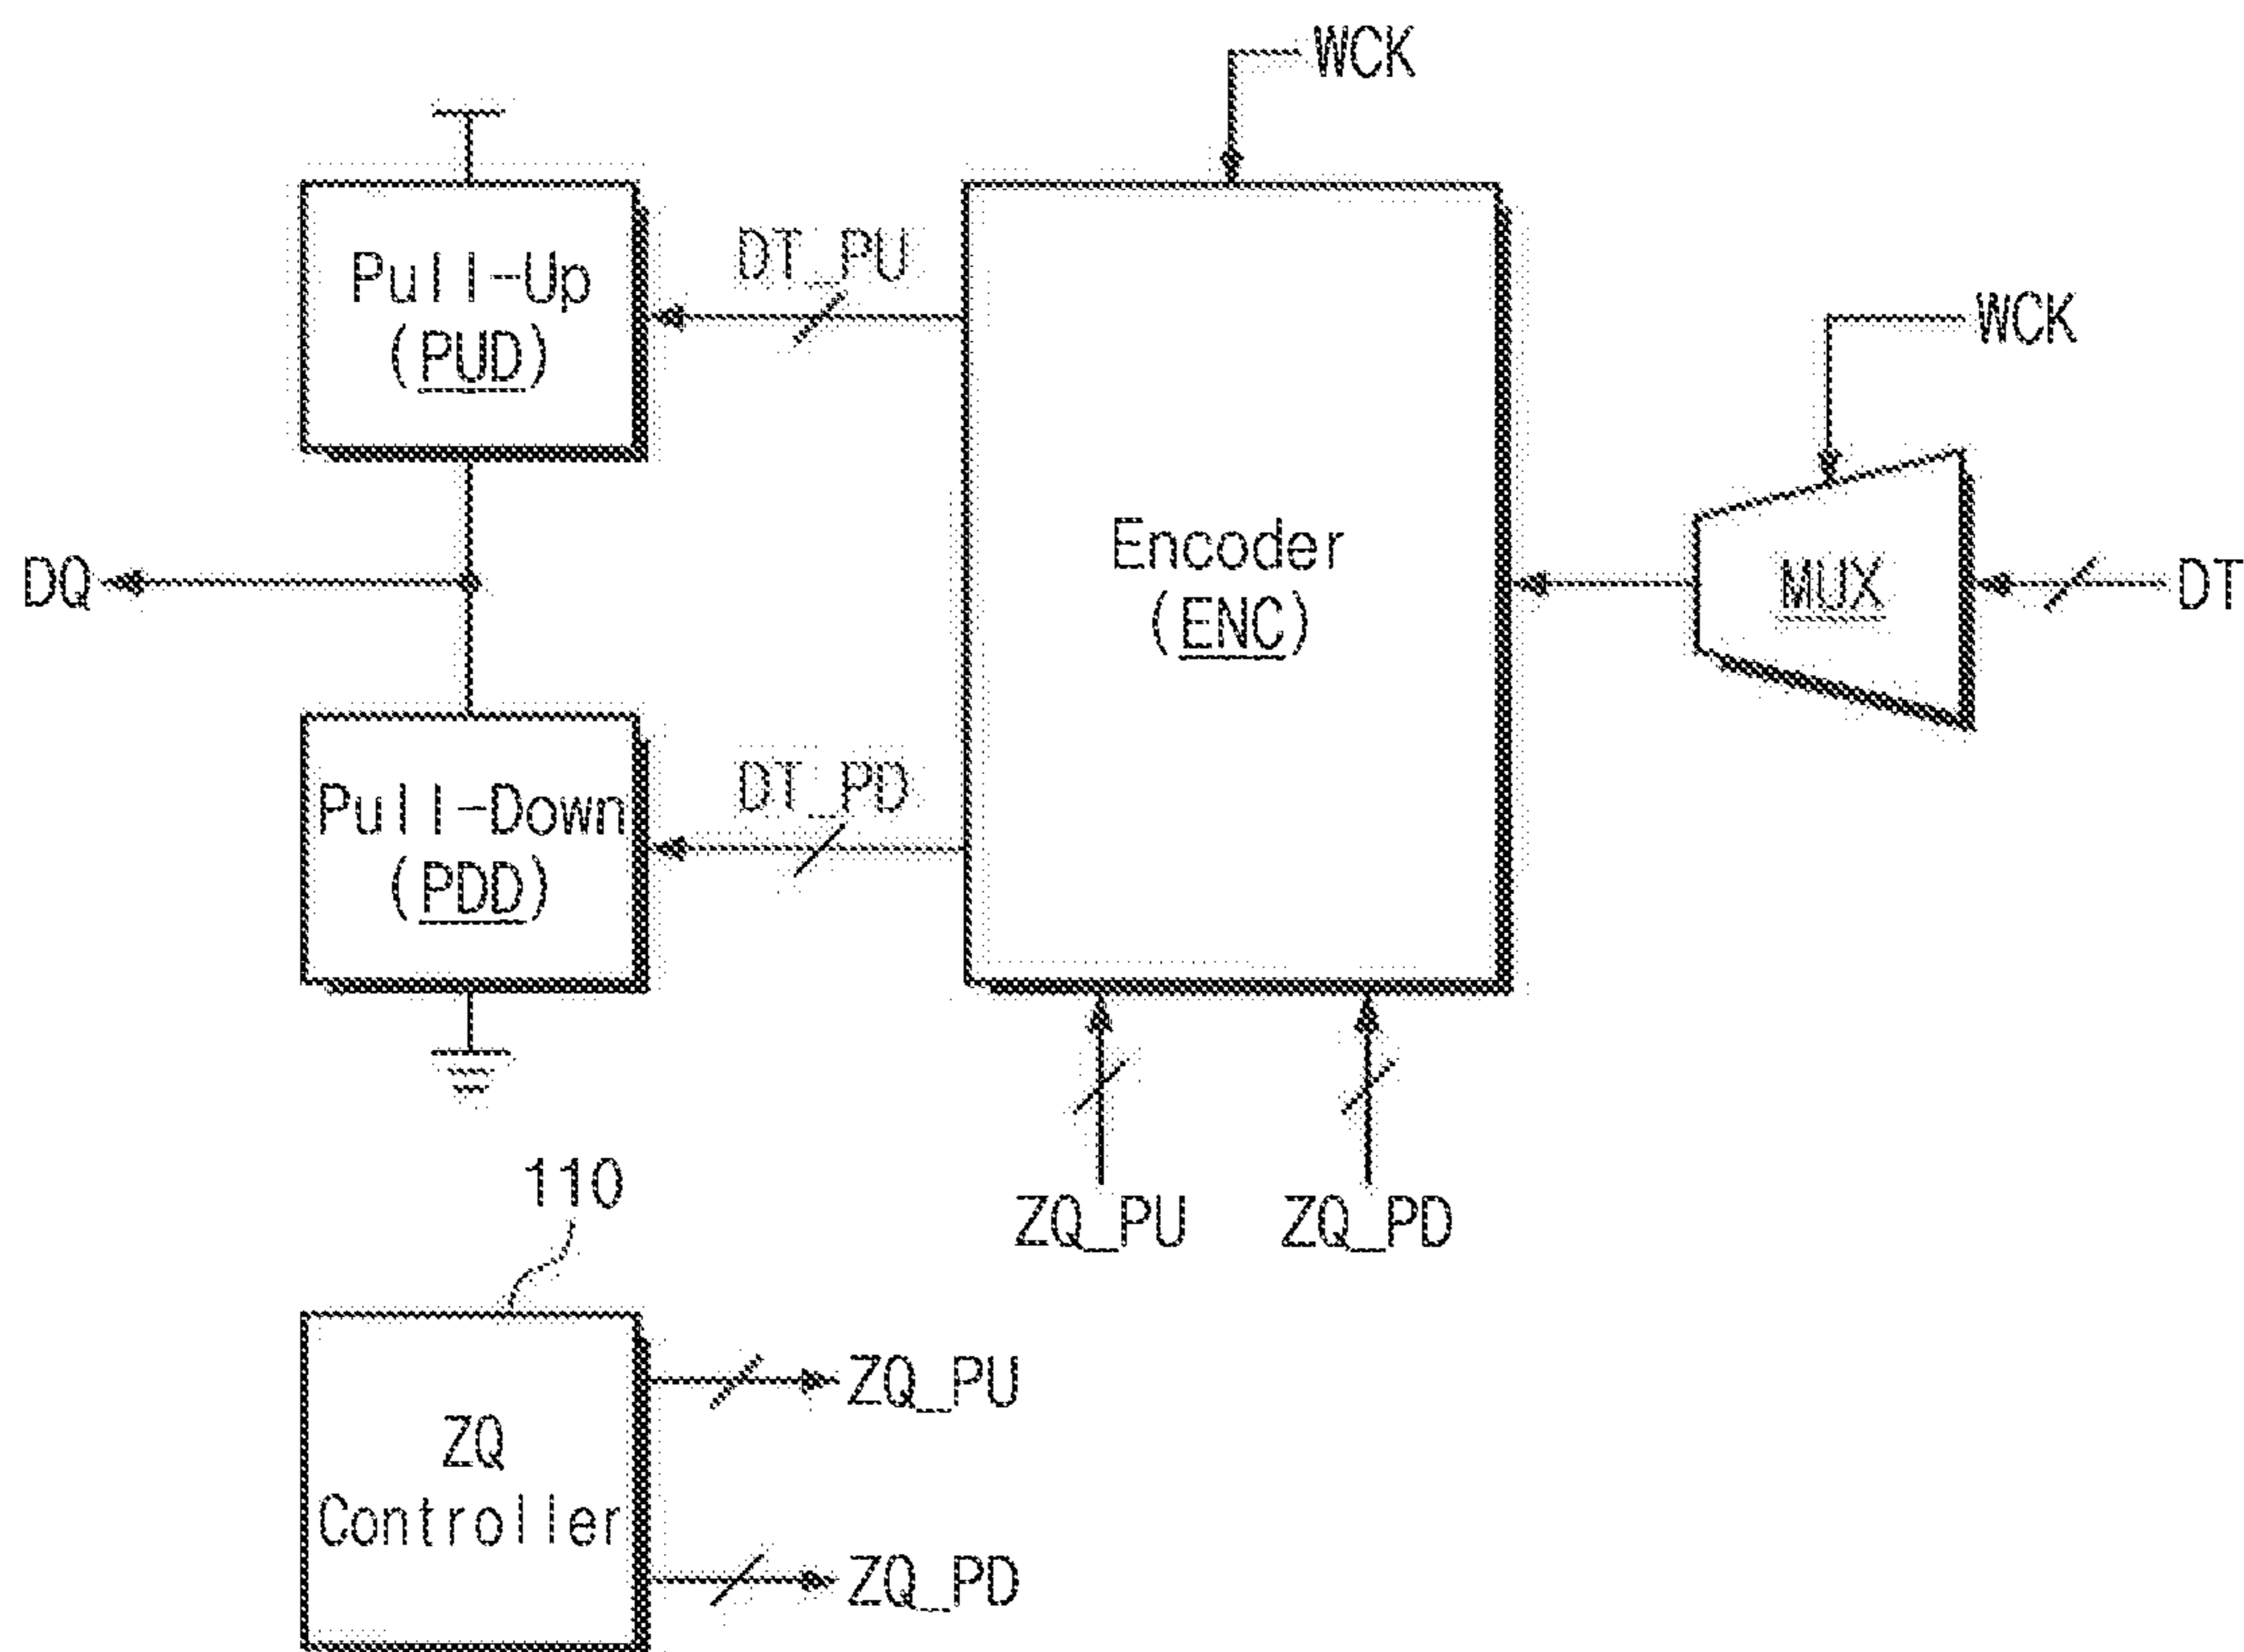 WCK
Pull-Up
(PUD)
DT_PU
WCK
DQ
Encoder
(ENC)
MUX
DT
Pull-Down
(PDD)
DT_PD
ZQ_PU
ZQ_PD
110
ZQ
Controller
ZQ_PU
ZQ_PD